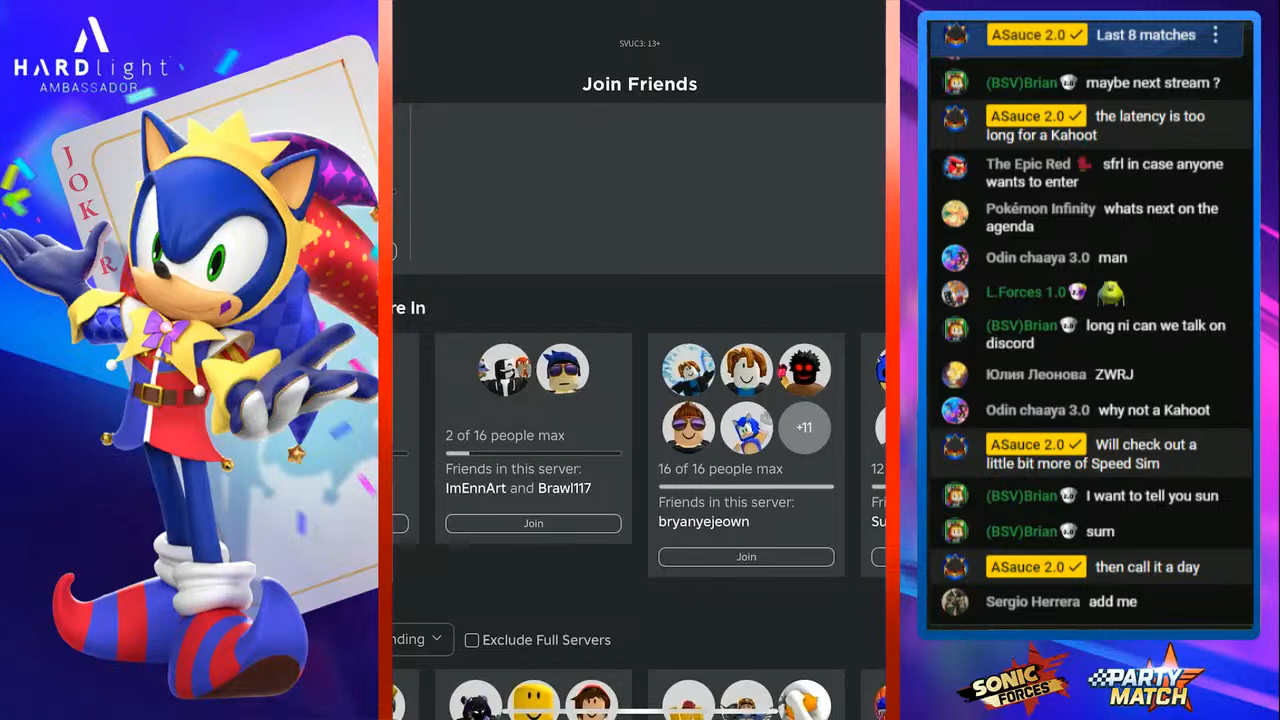 HARDlight
AMBASSADOR
JOKER
SVUC3: 13+
Join Friends
re In
2 of 16 people max
Friends in this server:
ImEnnArt and Brawl117
Join
+11
16 of 16 people max
Friends in this server:
bryanyejeown
Join
12
Fri
Su
nding
Exclude Full Servers
ASauce 2.0 Last 8 matches
(BSV)Brian maybe next stream ?
ASauce 2.0 the latency is too
long for a Kahoot
The Epic Red sfrl in case anyone
wants to enter
Pokémon Infinity whats next on the
agenda
Odin chaaya 3.0 man
L.Forces 1.0
(BSV)Brian long ni can we talk on
discord
Юлия Леонова ZWRJ
Odin chaaya 3.0 why not a Kahoot
ASauce 2.0 Will check out a
little bit more of Speed Sim
(BSV)Brian I want to tell you sun
(BSV)Brian sum
ASauce 2.0 then call it a day
Sergio Herrera add me
SONIC
FORCES
PARTY
MATCH